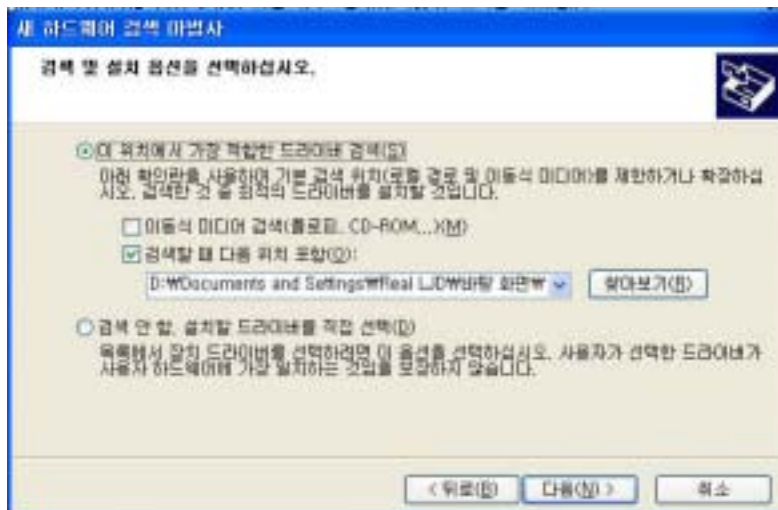 새 하드웨어 검색 마법사
검색 및 설치 옵션을 선택하십시오.
이 위치에서 가장 적합한 드라이버 검색(S)
아래 확인란을 사용하여 기본 검색 위치(로컬 경로 및 이동식 미디어)를 제한하거나 확장하십
시오. 검색한 것 중 최적의 드라이버를 설치할 것입니다.
이동식 미디어 검색(플로피, CD-ROM...)(M)
검색할 때 다음 위치 포함(O):
D:₩Documents and Settings₩Real LJD₩바탕 화면₩
찾아보기(R)
검색 안 함. 설치할 드라이버를 직접 선택(D)
목록에서 장치 드라이버를 선택하려면 이 옵션을 선택하십시오. 사용자가 선택한 드라이버가
사용자 하드웨어에 가장 일치하는 것임을 보장하지 않습니다.
< 뒤로(B)
다음(N) >
취소